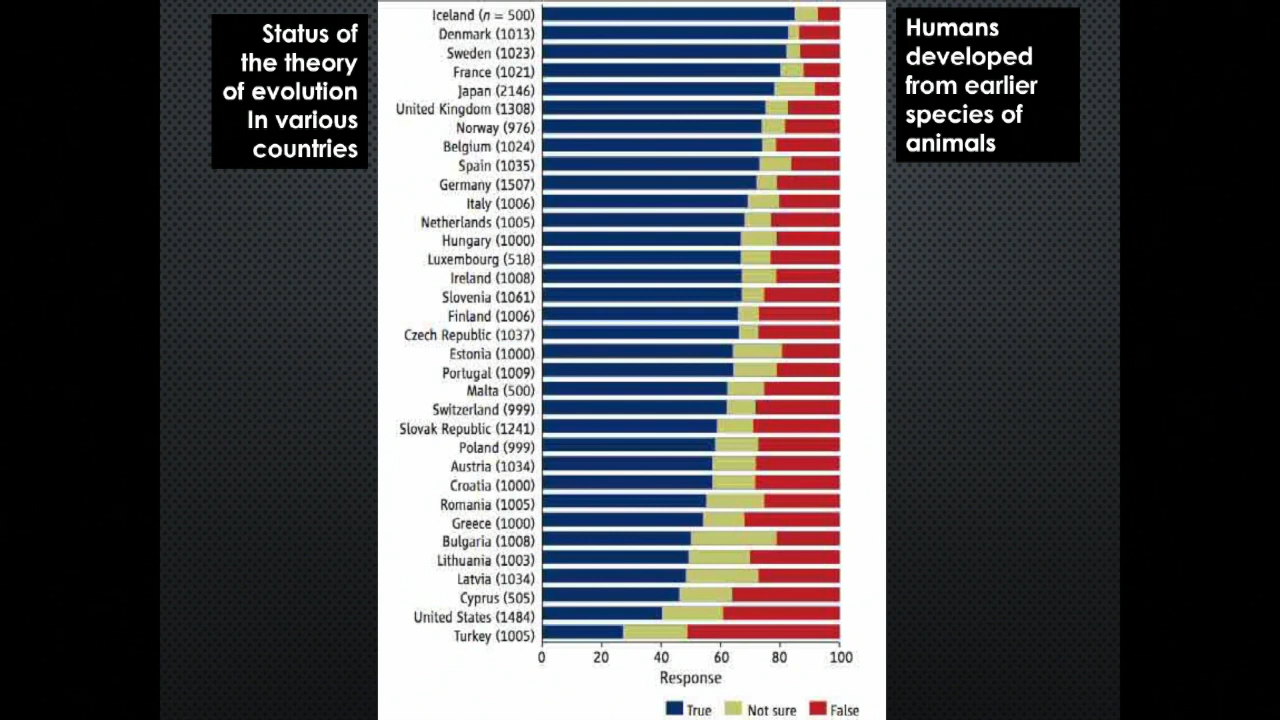 Status of
the theory
of evolution
In various
countries
Iceland (n = 500)
Denmark (1013)
Sweden (1023)
France (1021)
Japan (2146)
United Kingdom (1308)
Norway (976)
Belgium (1024)
Spain (1035)
Germany (1507)
Italy (1006)
Netherlands (1005)
Hungary (1000)
Luxembourg (518)
Ireland (1008)
Slovenia (1061)
Finland (1006)
Czech Republic (1037)
Estonia (1000)
Portugal (1009)
Malta (500)
Switzerland (999)
Slovak Republic (1241)
Poland (999)
Austria (1034)
Croatia (1000)
Romania (1005)
Greece (1000)
Bulgaria (1008)
Lithuania (1003)
Latvia (1034)
Cyprus (505)
United States (1484)
Turkey (1005)
0 20 40 60 80 100
Response
True Not sure False
Humans
developed
from earlier
species of
animals